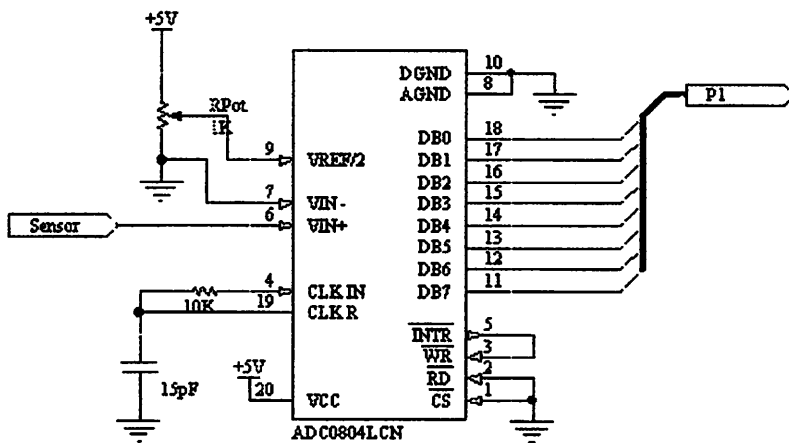 +5V
RPot
1K
9 VREF/2
7 VIN-
6 VIN+
Sensor
4 CLK IN
10K
19 CLK R
15pF
+5V
20 VCC
DGND 10
AGND 8
DB0 18
DB1 17
DB2 16
DB3 15
DB4 14
DB5 13
DB6 12
DB7 11
INTR 5
WR 3
RD 2
CS 1
P1
ADC0804LCN